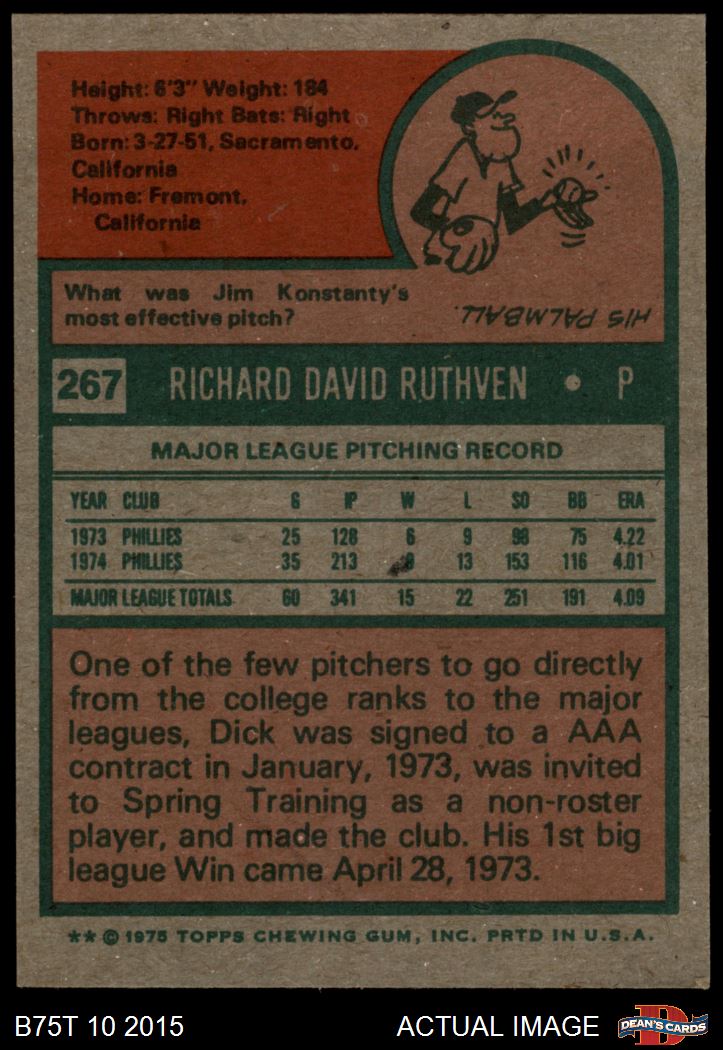 Height: 6'3" Weight: 184
Throws: Right Bats: Right
Born: 3-27-51, Sacramento,
California
Home: Fremont,
California
What was Jim Konstanty's
most effective pitch?
HIS PALMBALL.
267 RICHARD DAVID RUTHVEN • P
MAJOR LEAGUE PITCHING RECORD
YEAR CLUB G IP W L SO BB ERA
1973 PHILLIES 25 128 6 9 98 75 4.22
1974 PHILLIES 35 213 13 153 116 4.01
MAJOR LEAGUE TOTALS 60 341 15 22 251 191 4.09
One of the few pitchers to go directly
from the college ranks to the major
leagues, Dick was signed to a AAA
contract in January, 1973, was invited
to Spring Training as a non-roster
player, and made the club. His 1st big
league Win came April 28, 1973.
** © 1975 TOPPS CHEWING GUM, INC. PRTD IN U.S.A.
B75T 10 2015 ACTUAL IMAGE DEAN'S CARDS